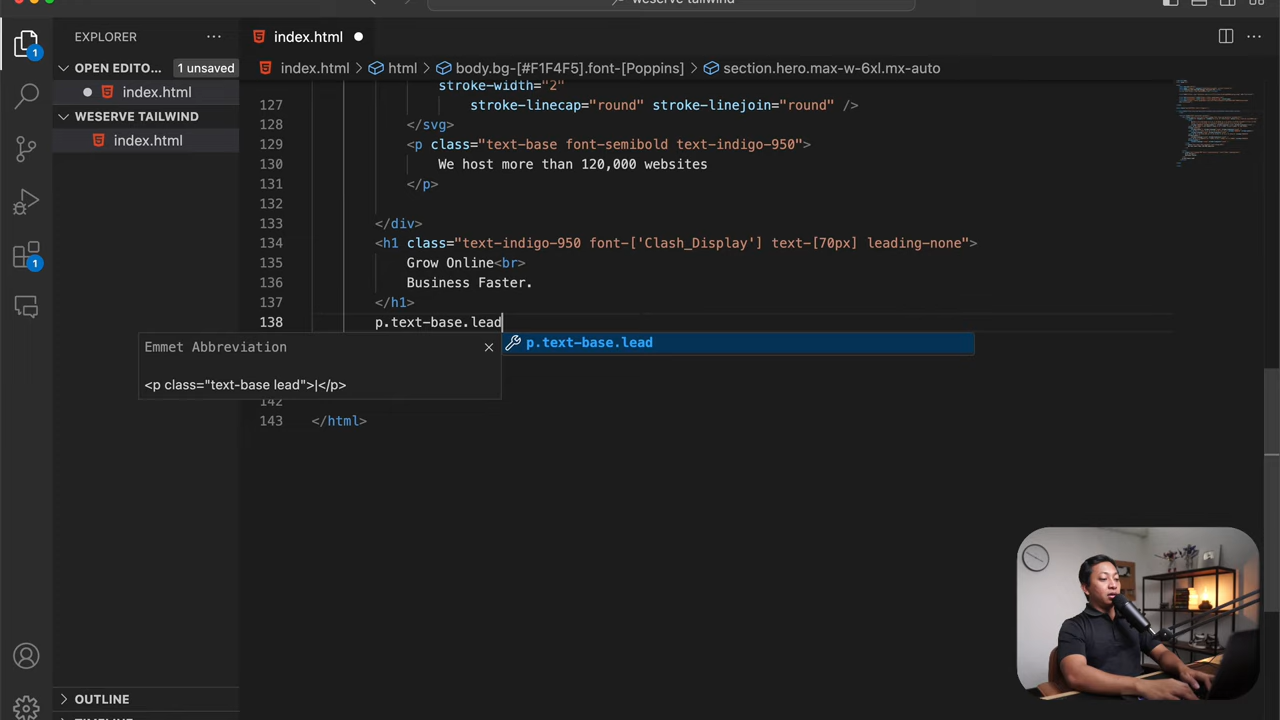 weserve tailwind
EXPLORER
index.html
OPEN EDITO...
1 unsaved
index.html
WESERVE TAILWIND
index.html
index.html > html > body.bg-[#F1F4F5].font-[Poppins] > section.hero.max-w-6xl.mx-auto
stroke-width="2"
127 stroke-linecap="round" stroke-linejoin="round" />
128 </svg>
129 <p class="text-base font-semibold text-indigo-950">
130 We host more than 120,000 websites
131 </p>
132
133 </div>
134 <h1 class="text-indigo-950 font-['Clash_Display'] text-[70px] leading-none">
135 Grow Online<br>
136 Business Faster.
137 </h1>
138 p.text-base.lead
Emmet Abbreviation
p.text-base.lead
<p class="text-base lead">|</p>
142
143 </html>
1
1
OUTLINE